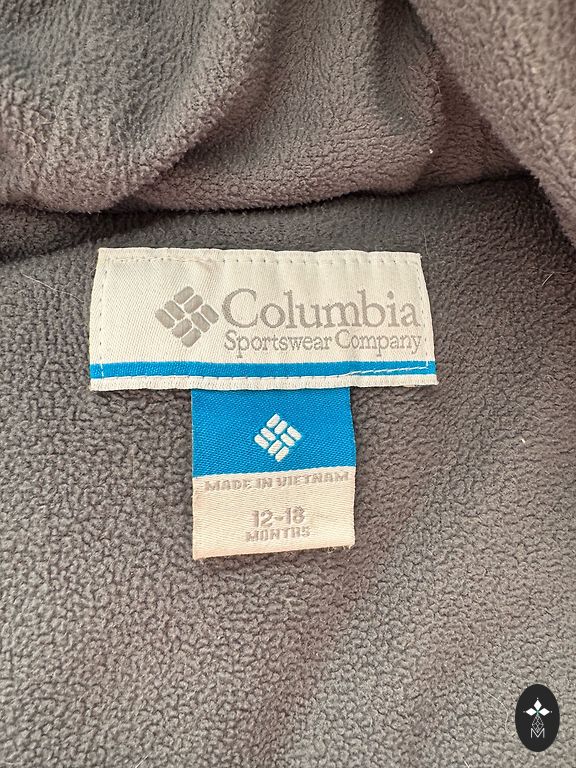 Columbia
Sportswear Company
MADE IN VIETNAM
12-18
MONTHS
M